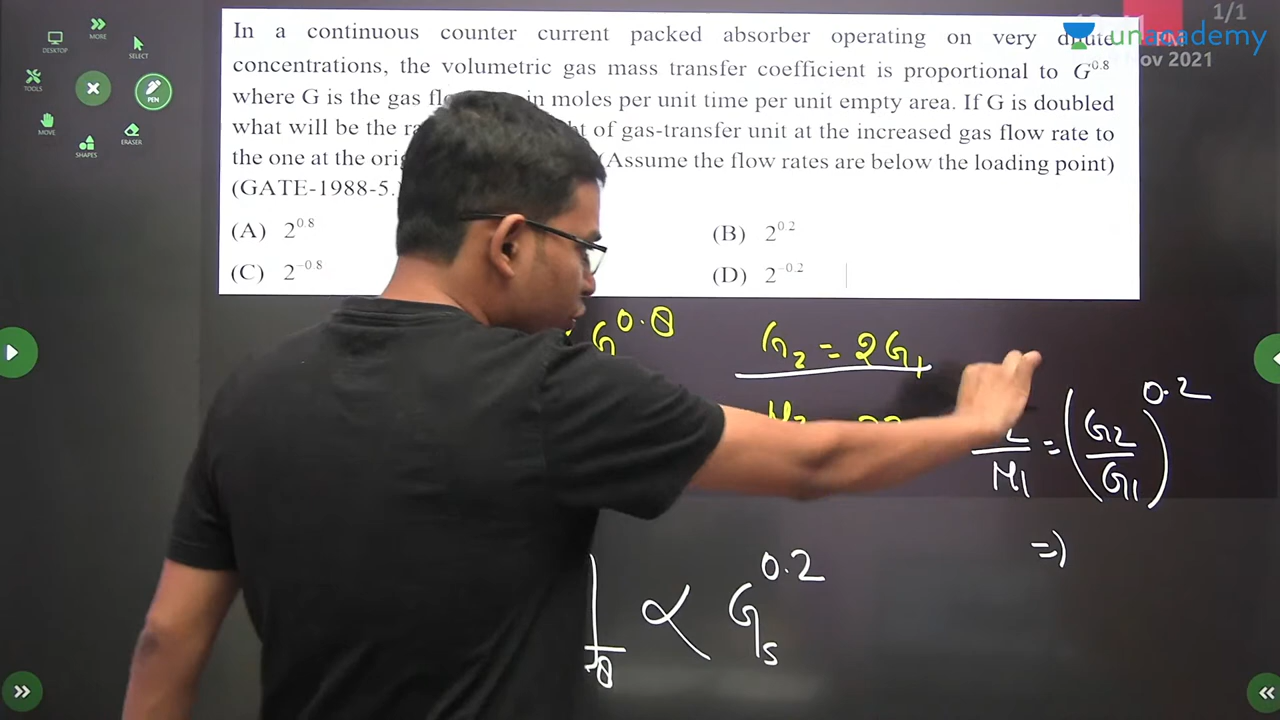 1/1
DESKTOP
MORE
SELECT
TOOLS
PEN
MOVE
SHAPES
ERASER
unacademy
PM
Nov 2021
In a continuous counter current packed absorber operating on very dilute
concentrations, the volumetric gas mass transfer coefficient is proportional to G^0.8
where G is the gas in moles per unit time per unit empty area. If G is doubled
what will be the of gas-transfer unit at the increased gas flow rate to
the one at the (Assume the flow rates are below the loading point)
(GATE-1988-5.
(A) 2^0.8
(B) 2^0.2
(C) 2^-0.8
(D) 2^-0.2
G^0.8
G2 = 2G1
H1 = (G2/G1)^0.2
=)
∝ Gs^0.2